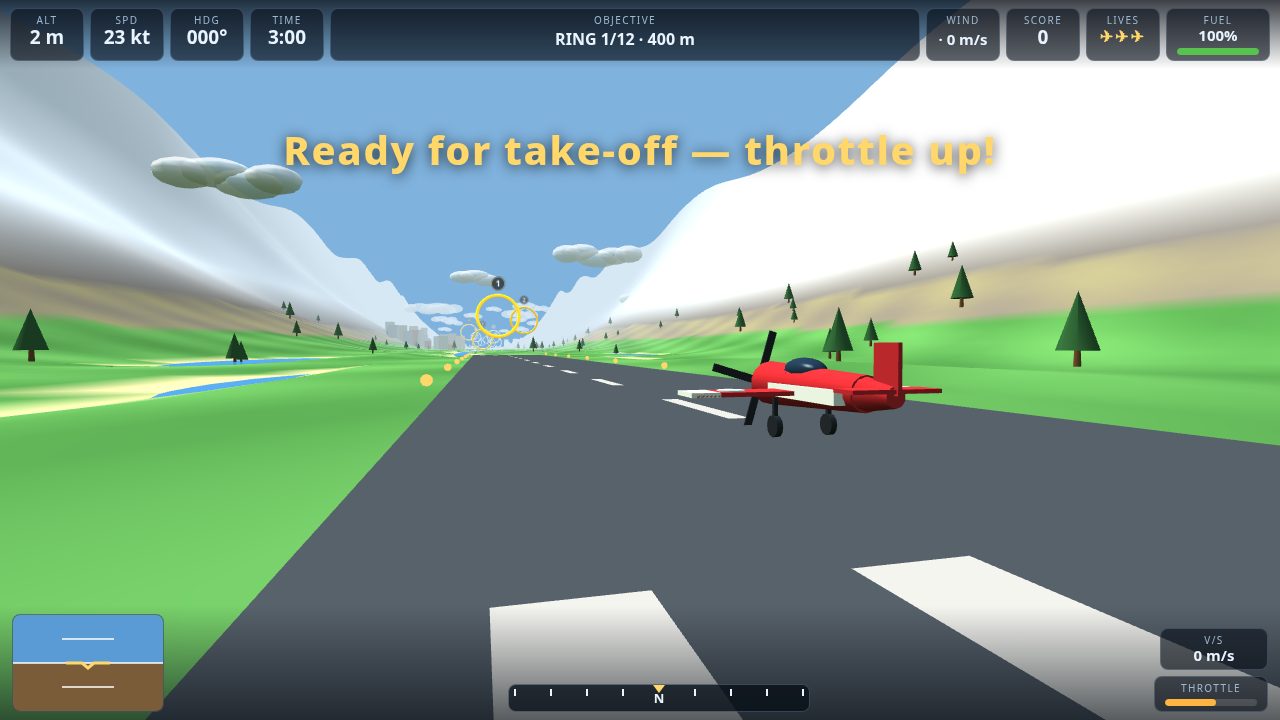 ALT
2 m
SPD
23 kt
HDG
000°
TIME
3:00
OBJECTIVE
RING 1/12 · 400 m
WIND
· 0 m/s
SCORE
0
LIVES
✈✈✈
FUEL
100%
Ready for take-off — throttle up!
1
2
N
V/S
0 m/s
THROTTLE